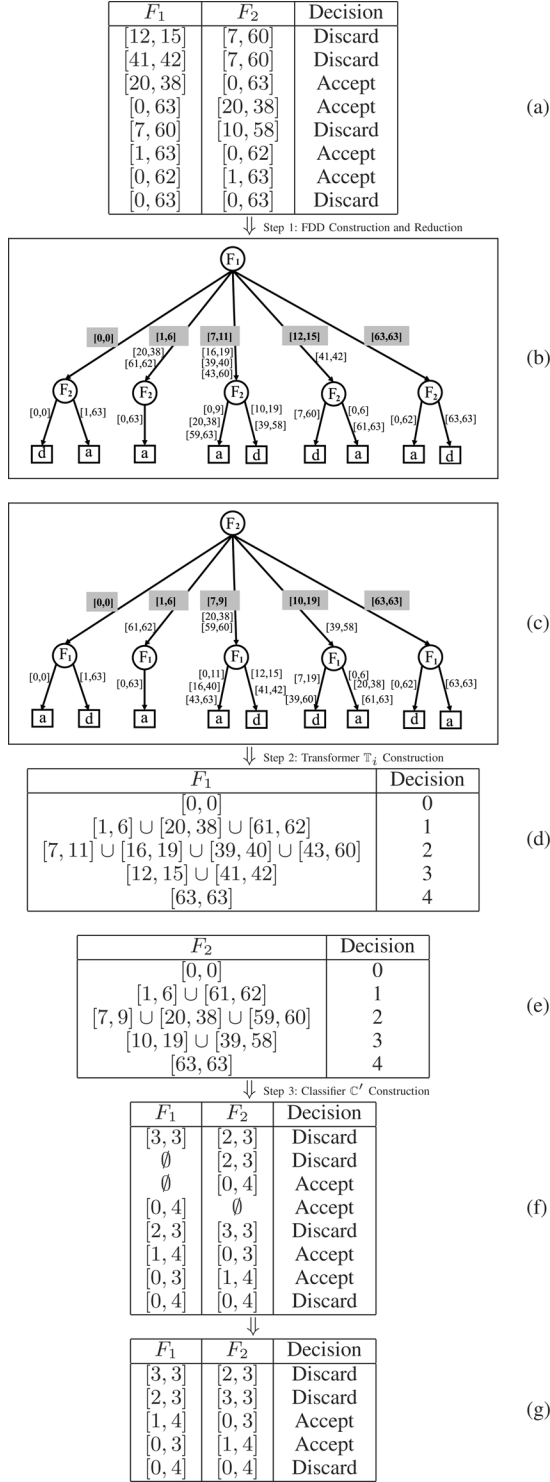 F1 F2 Decision
[12, 15] [7, 60] Discard
[41, 42] [7, 60] Discard
[20, 38] [0, 63] Accept
[0, 63] [20, 38] Accept
[7, 60] [10, 58] Discard
[1, 63] [0, 62] Accept
[0, 62] [1, 63] Accept
[0, 63] [0, 63] Discard
(a)
⇓ Step 1: FDD Construction and Reduction
F1
[0,0] [1,6] [7,11] [12,15] [63,63]
[20,38] [16,19] [41,42]
[61,62] [39,40]
[43,60]
F2 F2 F2 F2 F2
[0,0] [1,63] [0,63] [0,9] [10,19] [7,60] [0,6] [0,62] [63,63]
[20,38] [39,58] [61,63]
[59,63]
d a a a d d a a d
(b)
F2
[0,0] [1,6] [7,9] [10,19] [63,63]
[61,62] [20,38] [39,58]
[59,60]
F1 F1 F1 F1 F1
[0,0] [1,63] [0,63] [0,11] [12,15] [7,19] [0,6] [0,62] [63,63]
[16,40] [41,42] [39,60] [20,38]
[43,63] [61,63]
a d a a d d a d a
(c)
⇓ Step 2: Transformer 𝕋i Construction
F1 Decision
[0, 0] 0
[1, 6] ∪ [20, 38] ∪ [61, 62] 1
[7, 11] ∪ [16, 19] ∪ [39, 40] ∪ [43, 60] 2
[12, 15] ∪ [41, 42] 3
[63, 63] 4
(d)
F2 Decision
[0, 0] 0
[1, 6] ∪ [61, 62] 1
[7, 9] ∪ [20, 38] ∪ [59, 60] 2
[10, 19] ∪ [39, 58] 3
[63, 63] 4
(e)
⇓ Step 3: Classifier ℂ′ Construction
F1 F2 Decision
[3, 3] [2, 3] Discard
∅ [2, 3] Discard
∅ [0, 4] Accept
[0, 4] ∅ Accept
[2, 3] [3, 3] Discard
[1, 4] [0, 3] Accept
[0, 3] [1, 4] Accept
[0, 4] [0, 4] Discard
(f)
⇓
F1 F2 Decision
[3, 3] [2, 3] Discard
[2, 3] [3, 3] Discard
[1, 4] [0, 3] Accept
[0, 3] [1, 4] Accept
[0, 4] [0, 4] Discard
(g)